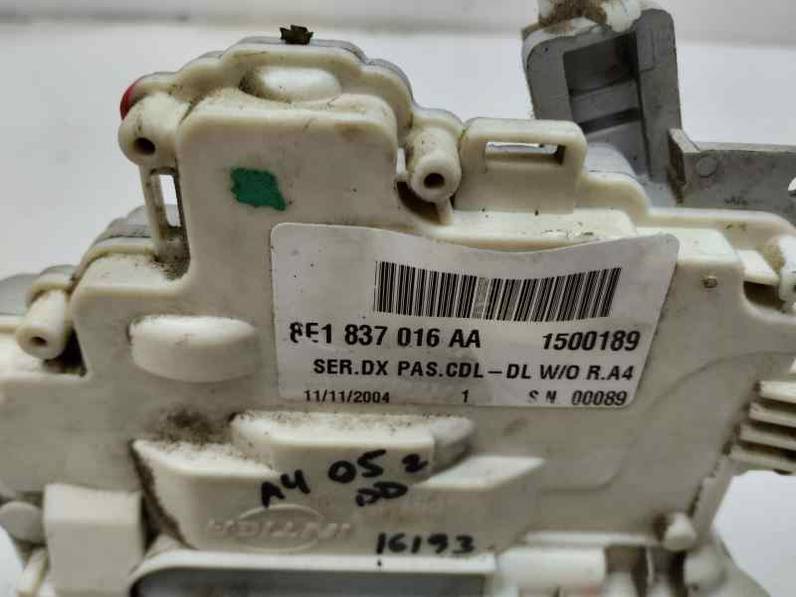 8E1 837 016 AA 1500189
SER.DX PAS.CDL-DL W/O R.A4
11/11/2004 1 S.N. 00089
A4 05 2
DD
16193